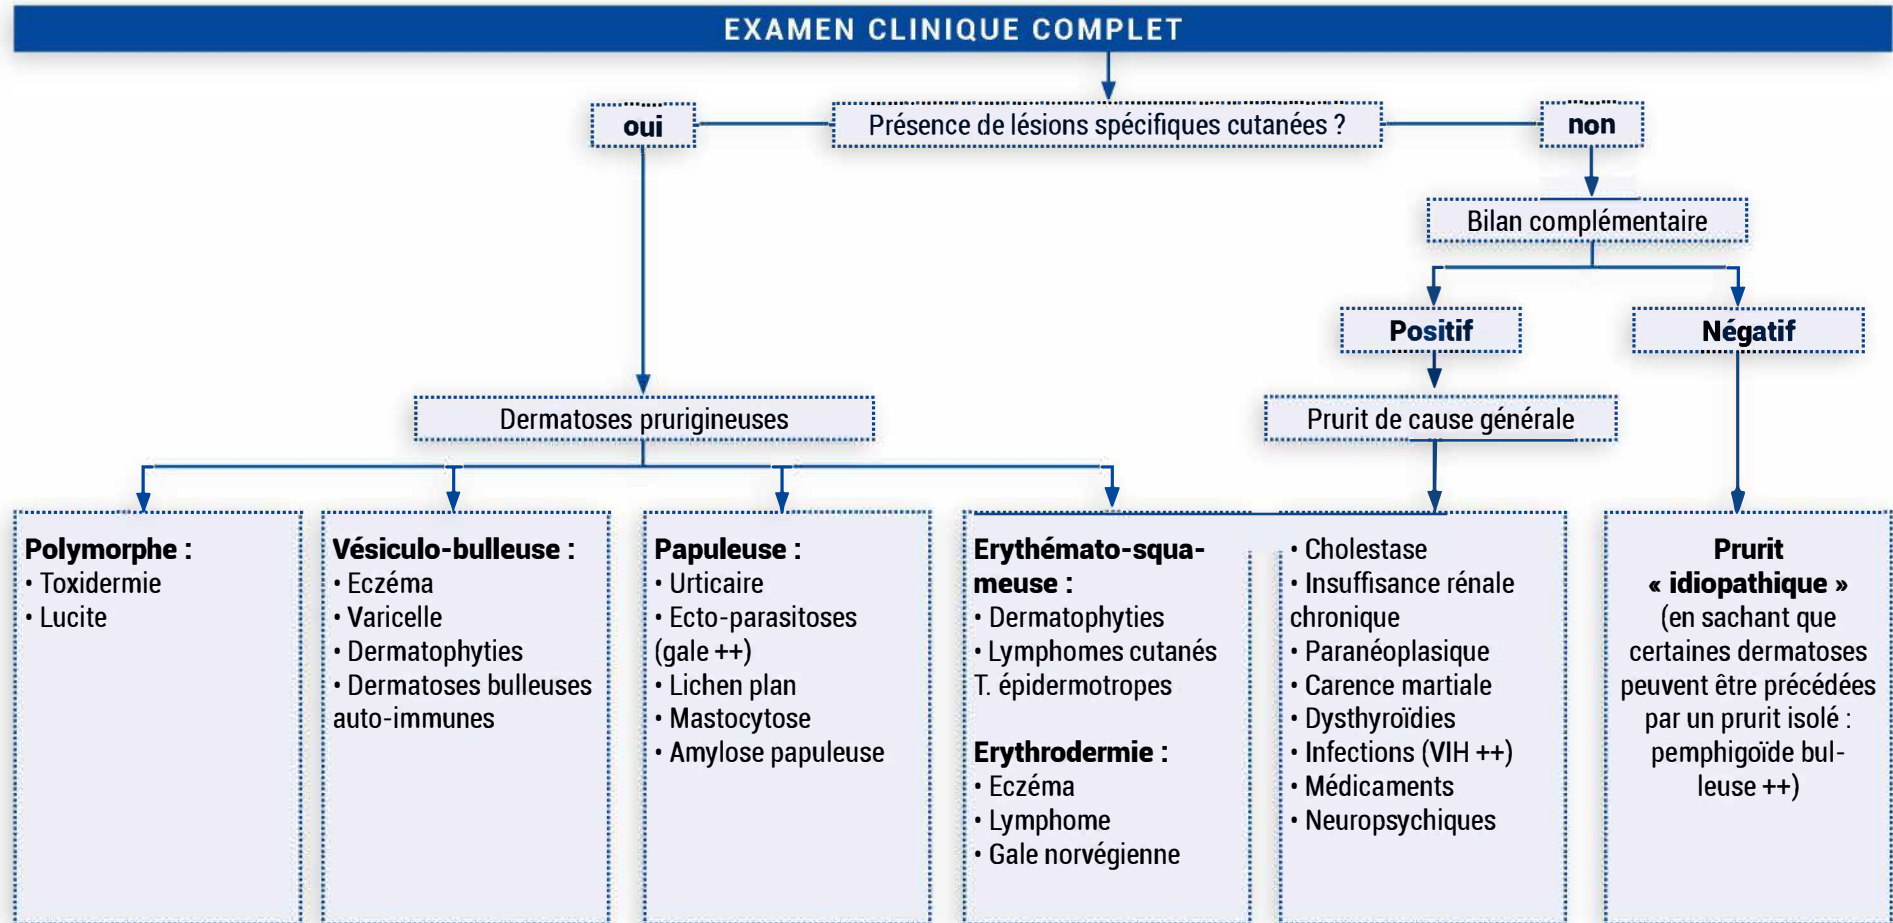 EXAMEN CLINIQUE COMPLET
oui
Présence de lésions spécifiques cutanées ?
non
Bilan complémentaire
Positif
Négatif
Dermatoses prurigineuses
Prurit de cause générale
Polymorphe :
• Toxidermie
• Lucite
Vésiculo-bulleuse :
• Eczéma
• Varicelle
• Dermatophyties
• Dermatoses bulleuses
auto-immunes
Papuleuse :
• Urticaire
• Ecto-parasitoses
(gale ++)
• Lichen plan
• Mastocytose
• Amylose papuleuse
Erythémato-squa-
meuse :
• Dermatophyties
• Lymphomes cutanés
T. épidermotropes
Erythrodermie :
• Eczéma
• Lymphome
• Gale norvégienne
• Cholestase
• Insuffisance rénale
chronique
• Paranéoplasique
• Carence martiale
• Dysthyroïdies
• Infections (VIH ++)
• Médicaments
• Neuropsychiques
Prurit
« idiopathique »
(en sachant que
certaines dermatoses
peuvent être précédées
par un prurit isolé :
pemphigoïde bul-
leuse ++)